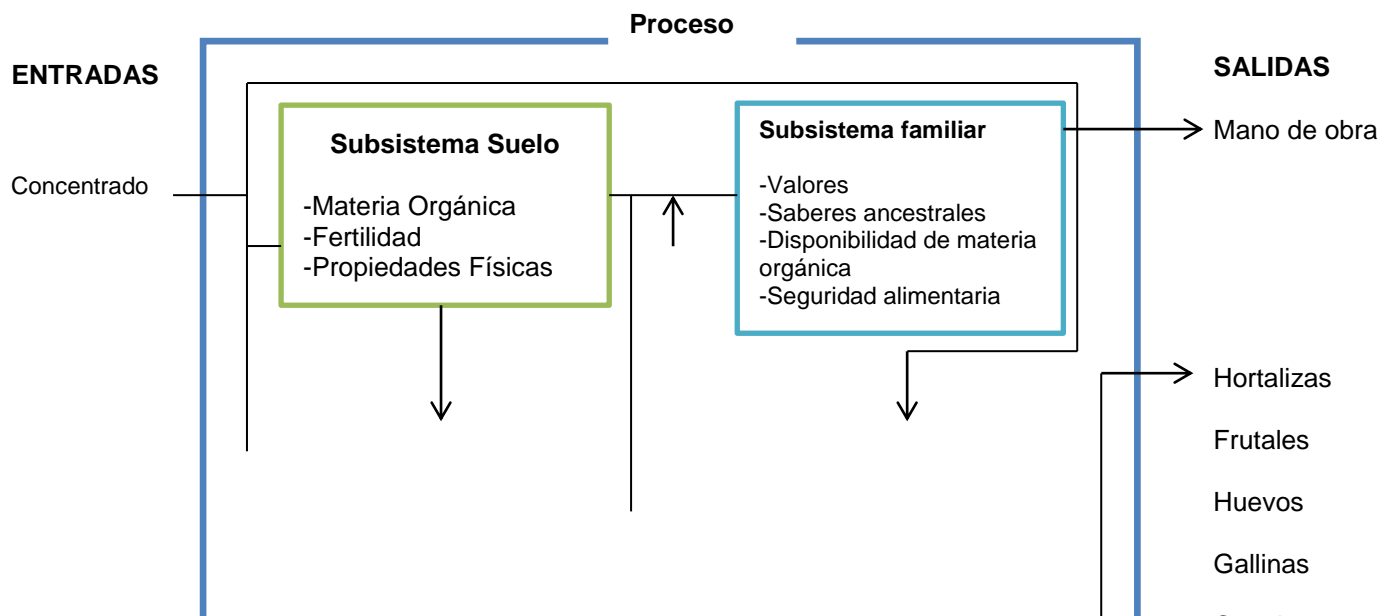 Proceso
ENTRADAS
SALIDAS
Subsistema Suelo
-Materia Orgánica
-Fertilidad
-Propiedades Físicas
Subsistema familiar
-Valores
-Saberes ancestrales
-Disponibilidad de materia
orgánica
-Seguridad alimentaria
Mano de obra
Concentrado
Hortalizas
Frutales
Huevos
Gallinas